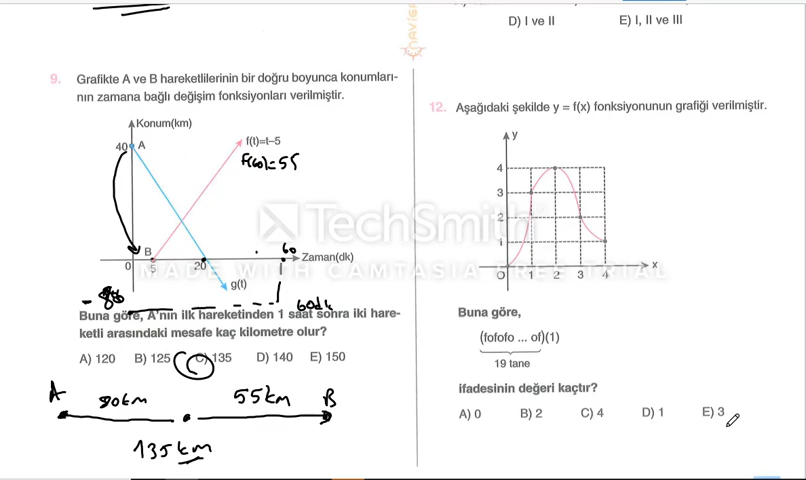 D) I ve II
E) I, II ve III
NAVİG
9. Grafikte A ve B hareketlilerinin bir doğru boyunca konumları-
nın zamana bağlı değişim fonksiyonları verilmiştir.
Konum(km)
40 A
f(t)=t–5
f(60)=55
B
60
0
5
20
Zaman(dk)
g(t)
-80
60dk
Buna göre, A'nın ilk hareketinden 1 saat sonra iki hare-
ketli arasındaki mesafe kaç kilometre olur?
A) 120 B) 125 C) 135 D) 140 E) 150
A 80km 55km B
135km
12. Aşağıdaki şekilde y = f(x) fonksiyonunun grafiği verilmiştir.
y
4
3
2
1
O 1 2 3 4 x
Buna göre,
(fofofo ... of)(1)
19 tane
ifadesinin değeri kaçtır?
A) 0 B) 2 C) 4 D) 1 E) 3
TechSmith
MADE WITH CAMTASIA FREE TRIAL